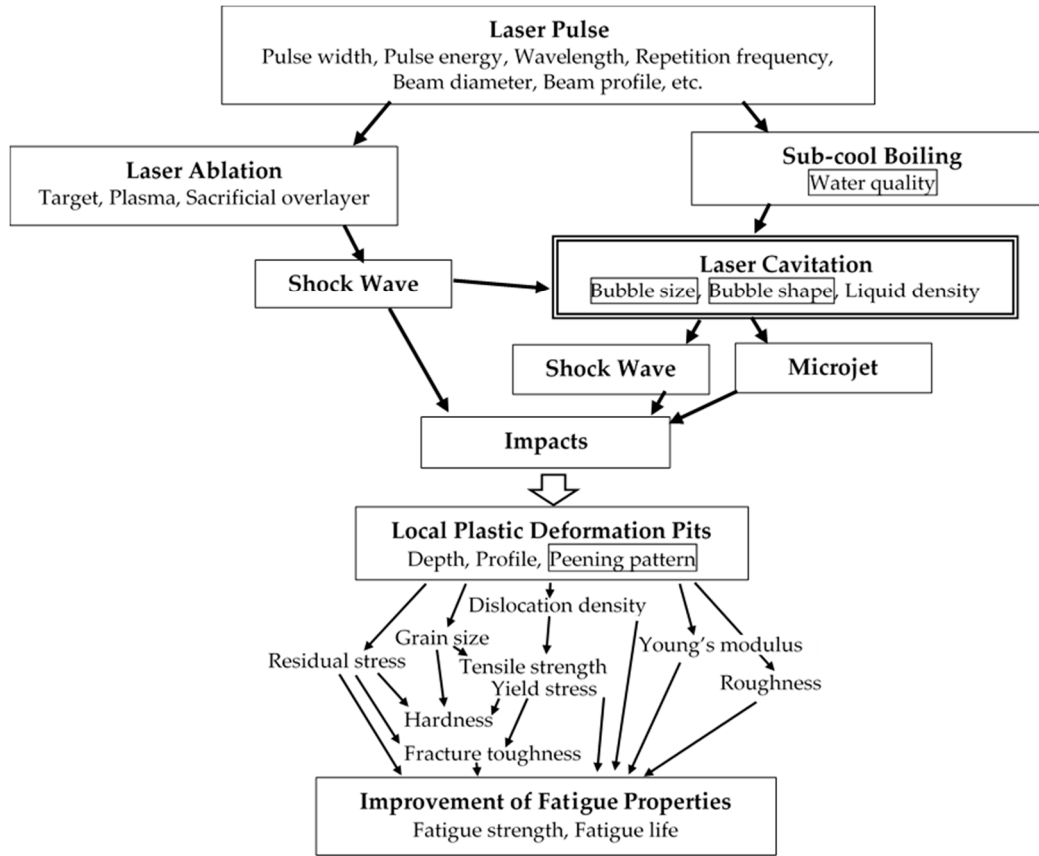 Laser Pulse
Pulse width, Pulse energy, Wavelength, Repetition frequency,
Beam diameter, Beam profile, etc.
Laser Ablation
Target, Plasma, Sacrificial overlayer
Sub-cool Boiling
Water quality
Shock Wave
Laser Cavitation
Bubble size, Bubble shape, Liquid density
Shock Wave
Microjet
Impacts
Local Plastic Deformation Pits
Depth, Profile, Peening pattern
Dislocation density
Grain size
Young's modulus
Residual stress
Tensile strength
Yield stress
Roughness
Hardness
Fracture toughness
Improvement of Fatigue Properties
Fatigue strength, Fatigue life